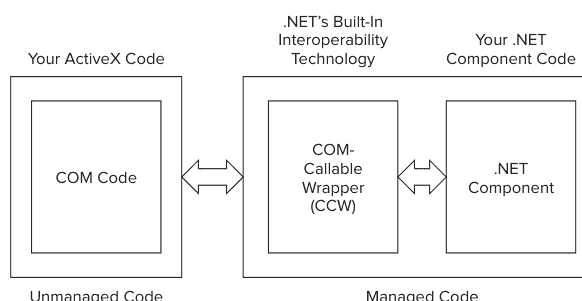 .NET's Built-In
Interoperability
Technology
Your ActiveX Code
Your .NET
Component Code
COM Code
COM-
Callable
Wrapper
(CCW)
.NET
Component
Unmanaged Code
Managed Code